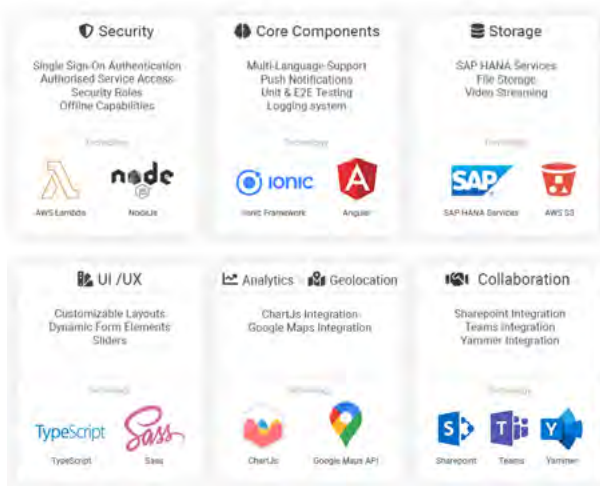 Security
Single Sign-On Authentication
Authorised Service Access
Security Roles
Offline Capabilities
Technology
node
JS
AWS Lambda
NodeJs
Core Components
Multi-Language Support
Push Notifications
Unit & E2E Testing
Logging system
Technology
IONIC
A
Ionic Framework
Angular
Storage
SAP HANA Services
File Storage
Video Streaming
Technology
SAP
SAP HANA Services
AWS S3
UI /UX
Customizable Layouts
Dynamic Form Elements
Sliders
Technology
TypeScript
Sass
TypeScript
Sass
Analytics
Geolocation
ChartJs Integration
Google Maps Integration
Technology
ChartJs
Google Maps API
Collaboration
Sharepoint Integration
Teams Integration
Yammer Integration
Technology
S
T
Y
Sharepoint
Teams
Yammer